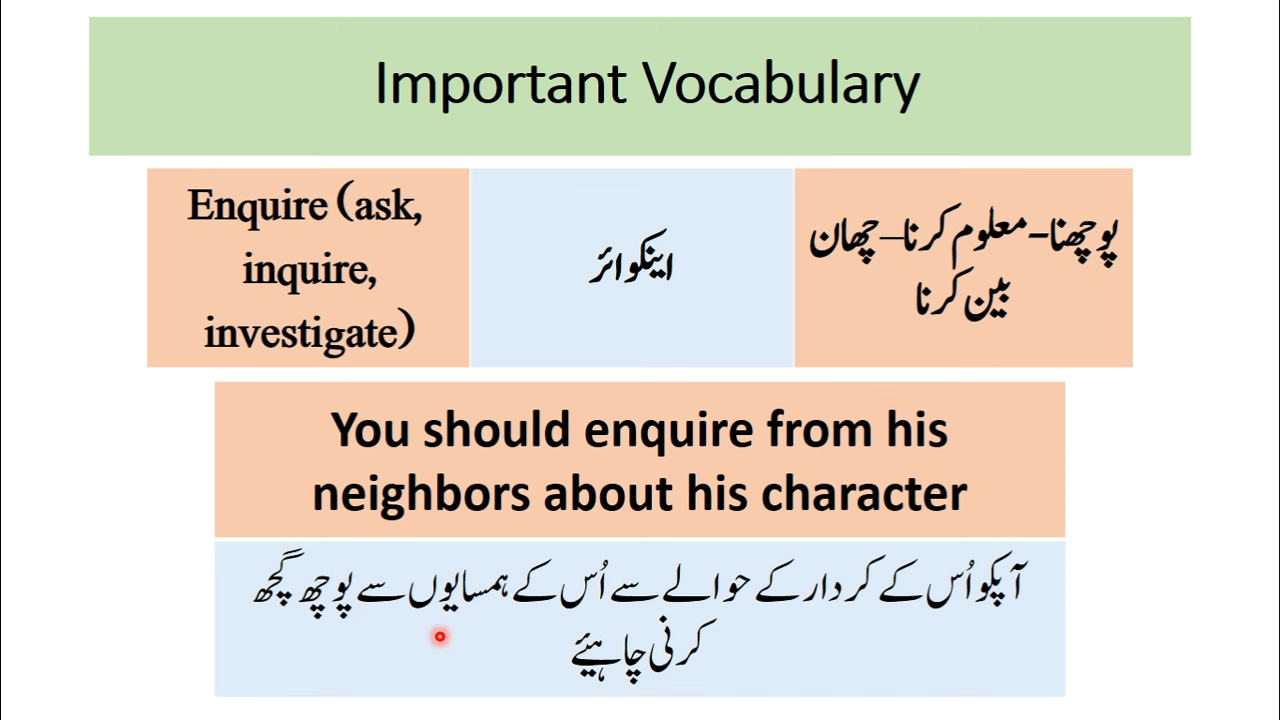 Important Vocabulary
Enquire (ask,
inquire,
investigate)
اینکوائر
پوچھنا-معلوم کرنا–چھان
بین کرنا
You should enquire from his
neighbors about his character
آپکو اُس کے کردار کے حوالے سے اُس کے ہمسایوں سے پوچھ گچھ
کرنی چاہیئے